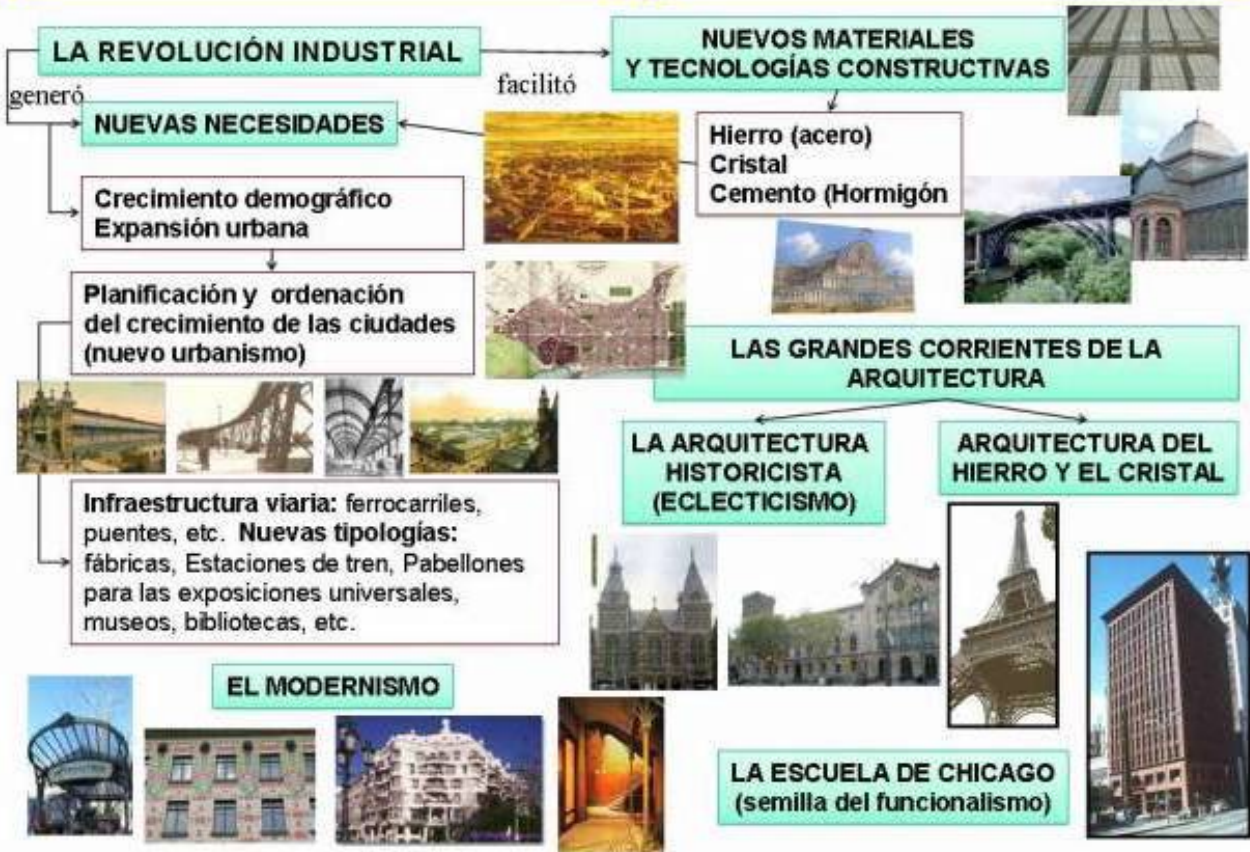 LA REVOLUCIÓN INDUSTRIAL
NUEVOS MATERIALES
Y TECNOLOGÍAS CONSTRUCTIVAS
generó
facilitó
NUEVAS NECESIDADES
Hierro (acero)
Cristal
Cemento (Hormigón
Crecimiento demográfico
Expansión urbana
Planificación y ordenación
del crecimiento de las ciudades
(nuevo urbanismo)
LAS GRANDES CORRIENTES DE LA
ARQUITECTURA
LA ARQUITECTURA
HISTORICISTA
(ECLECTICISMO)
ARQUITECTURA DEL
HIERRO Y EL CRISTAL
Infraestructura viaria: ferrocarriles,
puentes, etc. Nuevas tipologías:
fábricas, Estaciones de tren, Pabellones
para las exposiciones universales,
museos, bibliotecas, etc.
EL MODERNISMO
LA ESCUELA DE CHICAGO
(semilla del funcionalismo)